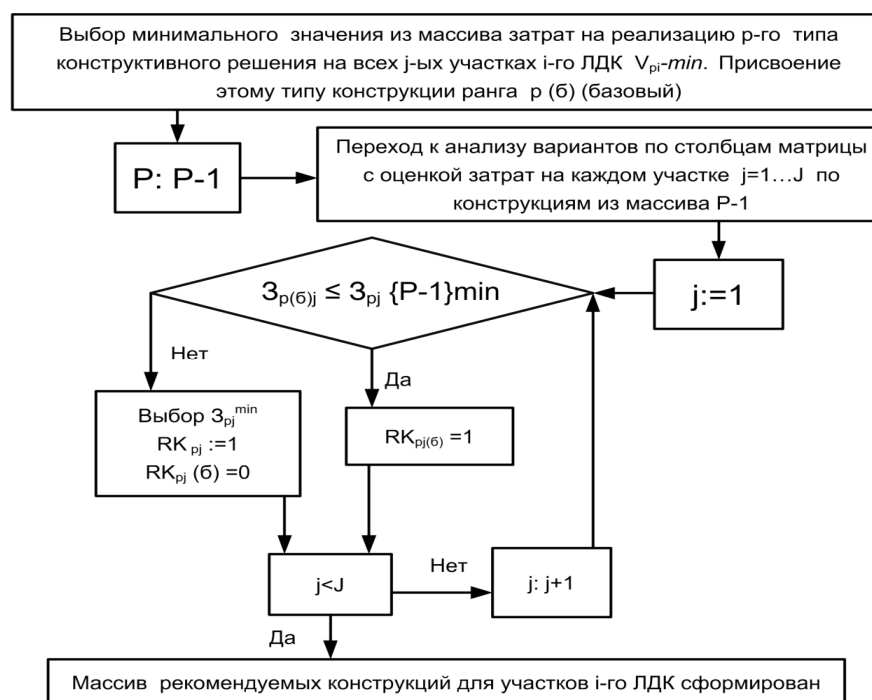 Выбор минимального значения из массива затрат на реализацию p-го типа
конструктивного решения на всех j-ых участках i-го ЛДК V_pi-min. Присвоение
этому типу конструкции ранга p (б) (базовый)
P: P-1
Переход к анализу вариантов по столбцам матрицы
с оценкой затрат на каждом участке j=1…J по
конструкциям из массива P-1
З_p(б)j ≤ З_pj {P-1}min
j:=1
Нет
Да
Выбор З_pj^min
RK_pj :=1
RK_pj (б) =0
RK_pj(б) =1
j<J
Нет
j: j+1
Да
Массив рекомендуемых конструкций для участков i-го ЛДК сформирован